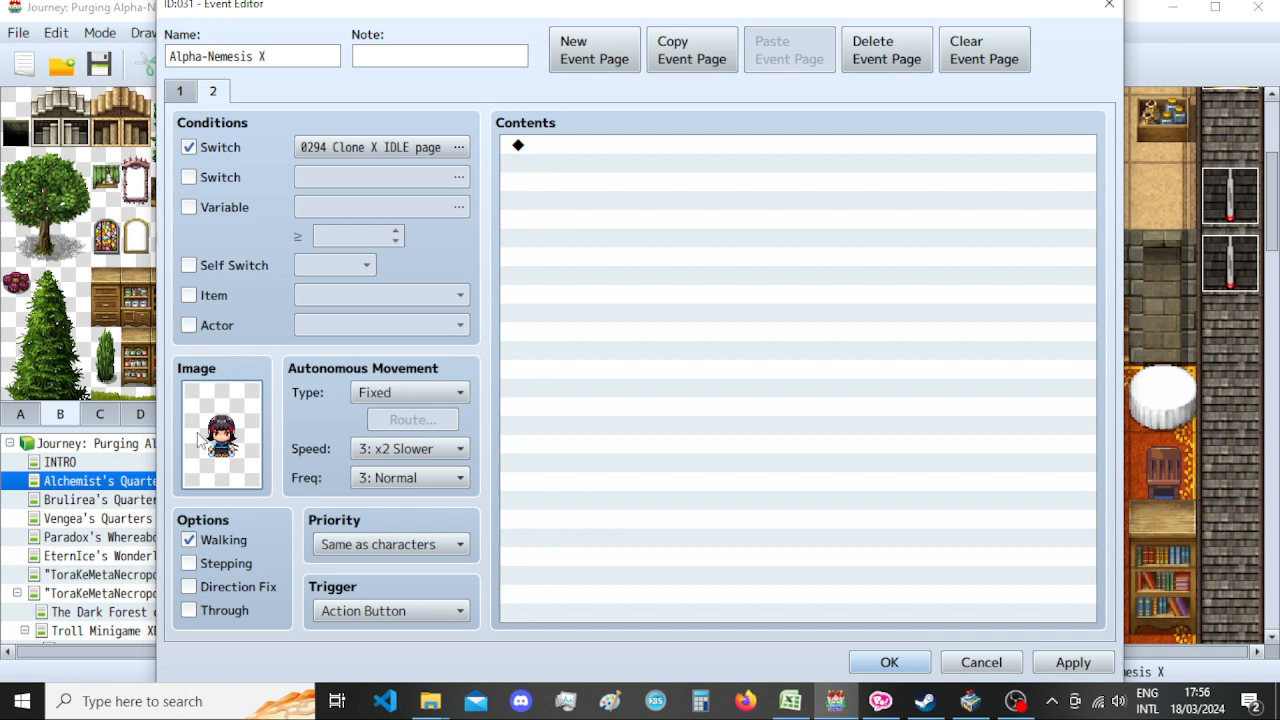 Journey: Purging Alpha-N
File Edit Mode Draw
ID:031 - Event Editor
Name:
Note:
Alpha-Nemesis X
New Event Page
Copy Event Page
Paste Event Page
Delete Event Page
Clear Event Page
1 2
Conditions
Switch 0294 Clone X IDLE page ...
Switch ...
Variable ...
≥
Self Switch
Item
Actor
Image
Autonomous Movement
Type: Fixed
Route...
Speed: 3: x2 Slower
Freq: 3: Normal
Options
Walking
Stepping
Direction Fix
Through
Priority
Same as characters
Trigger
Action Button
Contents
◆
OK Cancel Apply
A B C D
Journey: Purging Al
INTRO
Alchemist's Quarte
Brulirea's Quarter
Vengea's Quarters
Paradox's Whereabo
EternIce's Wonderl
"ToraKeMetaNecropo
"ToraKeMetaNecropo
The Dark Forest
Troll Minigame XD
mesis X
Type here to search
ENG
INTL
17:56
18/03/2024
2